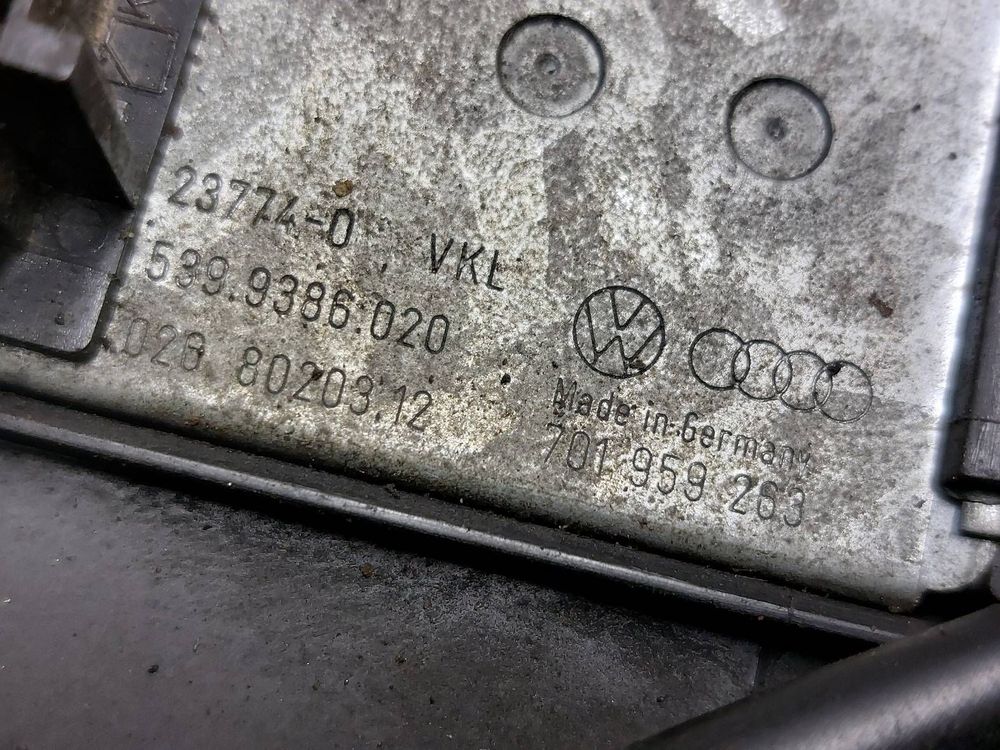 23774-0 VKL
539.9386.020
028 80203.12
Made in Germany
701 959 263